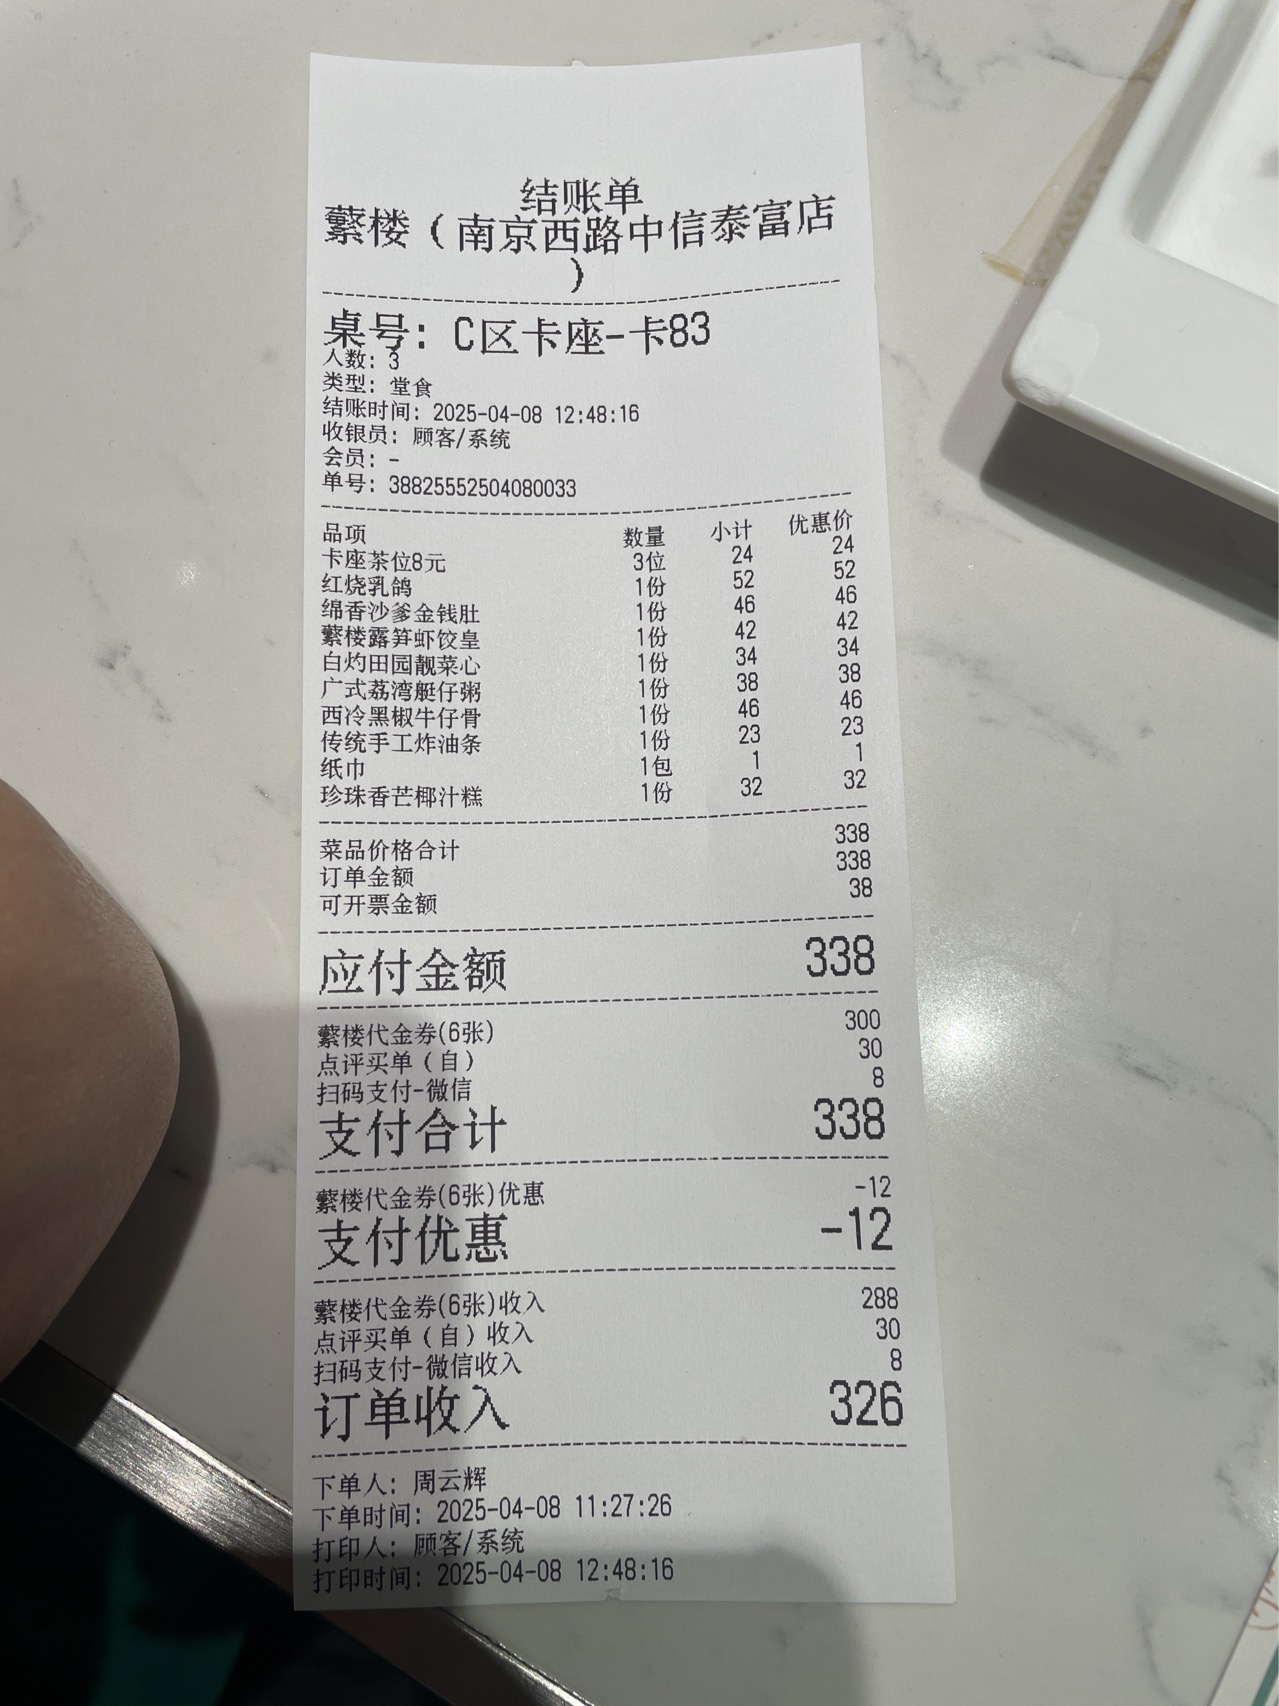 结账单
蘩楼（南京西路中信泰富店
）
桌号: C区卡座-卡83
人数: 3
类型: 堂食
结账时间: 2025-04-08 12:48:16
收银员: 顾客/系统
会员: -
单号: 388255552504080033
品项 数量 小计 优惠价
卡座茶位8元 3位 24 24
红烧乳鸽 1份 52 52
绵香沙爹金钱肚 1份 46 46
蘩楼露笋虾饺皇 1份 42 42
白灼田园靓菜心 1份 34 34
广式荔湾艇仔粥 1份 38 38
西冷黑椒牛仔骨 1份 46 46
传统手工炸油条 1份 23 23
纸巾 1包 1 1
珍珠香芒椰汁糕 1份 32 32
菜品价格合计 338
订单金额 338
可开票金额 38
应付金额 338
蘩楼代金券(6张) 300
点评买单（自） 30
扫码支付-微信 8
支付合计 338
蘩楼代金券(6张)优惠 -12
支付优惠 -12
蘩楼代金券(6张)收入 288
点评买单（自）收入 30
扫码支付-微信收入 8
订单收入 326
下单人: 周云辉
下单时间: 2025-04-08 11:27:26
打印人: 顾客/系统
打印时间: 2025-04-08 12:48:16